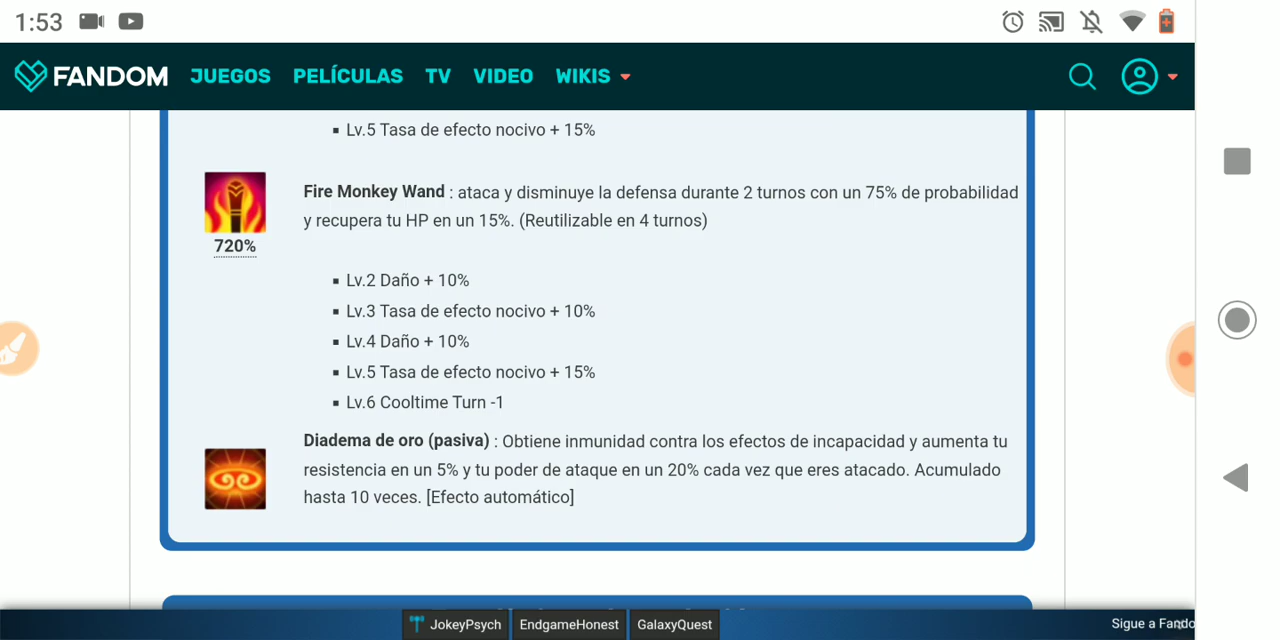 1:53
FANDOM JUEGOS PELÍCULAS TV VIDEO WIKIS
Lv.5 Tasa de efecto nocivo + 15%
Fire Monkey Wand : ataca y disminuye la defensa durante 2 turnos con un 75% de probabilidad
y recupera tu HP en un 15%. (Reutilizable en 4 turnos)
720%
Lv.2 Daño + 10%
Lv.3 Tasa de efecto nocivo + 10%
Lv.4 Daño + 10%
Lv.5 Tasa de efecto nocivo + 15%
Lv.6 Cooltime Turn -1
Diadema de oro (pasiva) : Obtiene inmunidad contra los efectos de incapacidad y aumenta tu
resistencia en un 5% y tu poder de ataque en un 20% cada vez que eres atacado. Acumulado
hasta 10 veces. [Efecto automático]
JokeyPsych EndgameHonest GalaxyQuest Sigue a Fando